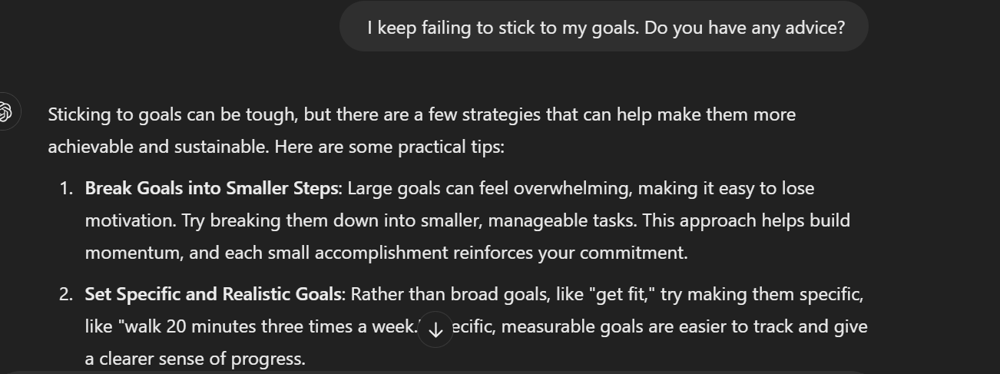 I keep failing to stick to my goals. Do you have any advice?
Sticking to goals can be tough, but there are a few strategies that can help make them more
achievable and sustainable. Here are some practical tips:
1. Break Goals into Smaller Steps: Large goals can feel overwhelming, making it easy to lose
motivation. Try breaking them down into smaller, manageable tasks. This approach helps build
momentum, and each small accomplishment reinforces your commitment.
2. Set Specific and Realistic Goals: Rather than broad goals, like "get fit," try making them specific,
like "walk 20 minutes three times a week. measurable goals are easier to track and give
a clearer sense of progress.